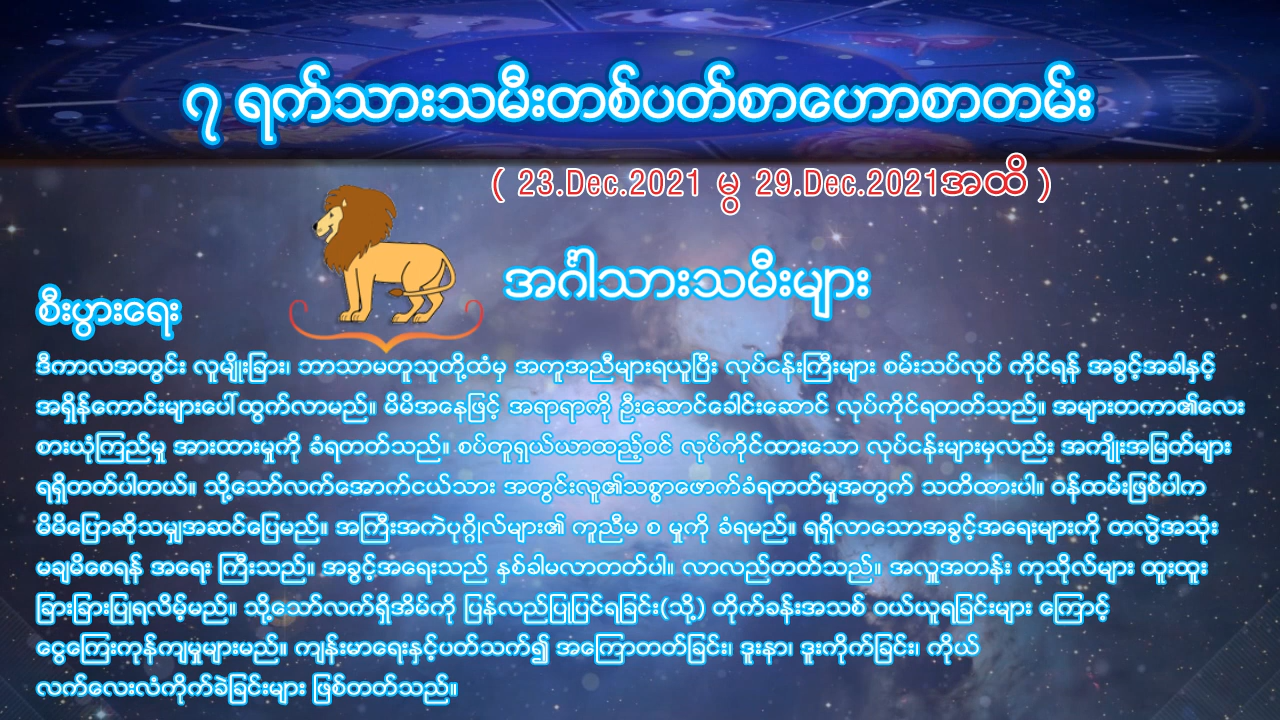 ၇ ရက်သားသမီးတစ်ပတ်စာဟောစာတမ်း
( 23.Dec.2021 မှ 29.Dec.2021အထိ )
အင်္ဂါသားသမီးများ
စီးပွားရေး
ဒီကာလအတွင်း လူမျိုးခြား၊ ဘာသာမတူသူတို့ထံမှ အကူအညီများရယူပြီး လုပ်ငန်းကြီးများ စမ်းသပ်လုပ် ကိုင်ရန် အခွင့်အခါနှင့်
အရှိန်ကောင်းများပေါ်ထွက်လာမည်။ မိမိအနေဖြင့် အရာရာကို ဦးဆောင်ခေါင်းဆောင် လုပ်ကိုင်ရတတ်သည်။ အများတကာ၏လေး
စားယုံကြည်မှု အားထားမှုကို ခံရတတ်သည်။ စပ်တူရှယ်ယာထည့်ဝင် လုပ်ကိုင်ထားသော လုပ်ငန်းများမှလည်း အကျိုးအမြတ်များ
ရရှိတတ်ပါတယ်။ သို့သော်လက်အောက်ငယ်သား အတွင်းလူ၏သစ္စာဖောက်ခံရတတ်မှုအတွက် သတိထားပါ။ ဝန်ထမ်းဖြစ်ပါက
မိမိပြောဆိုသမျှအဆင်ပြေမည်။ အကြီးအကဲပုဂ္ဂိုလ်များ၏ ကူညီမ စ မှုကို ခံရမည်။ ရရှိလာသောအခွင့်အရေးများကို တလွဲအသုံး
မချမိစေရန် အရေး ကြီးသည်။ အခွင့်အရေးသည် နှစ်ခါမလာတတ်ပါ။ လာလည်တတ်သည်။ အလှူအတန်း ကုသိုလ်များ ထူးထူး
ခြားခြားပြုရလိမ့်မည်။ သို့သော်လက်ရှိအိမ်ကို ပြန်လည်ပြုပြင်ရခြင်း(သို့) တိုက်ခန်းအသစ် ဝယ်ယူရခြင်းများ ကြောင့်
ငွေကြေးကုန်ကျမှုများမည်။ ကျန်းမာရေးနှင့်ပတ်သက်၍ အကြောတတ်ခြင်း၊ ဒူးနာ၊ ဒူးကိုက်ခြင်း၊ ကိုယ်
လက်လေးလံကိုက်ခဲခြင်းများ ဖြစ်တတ်သည်။